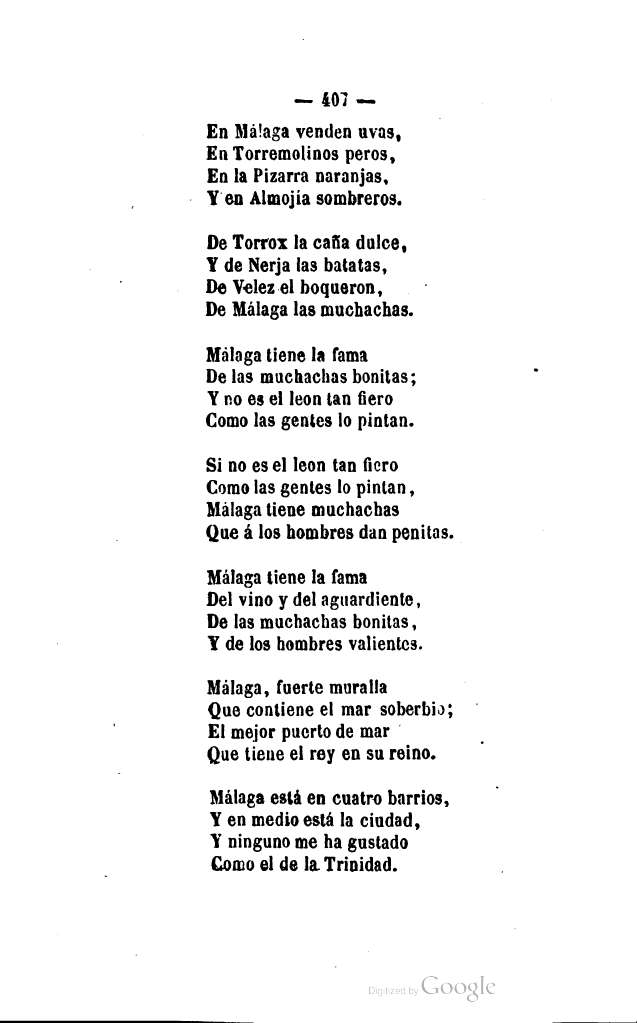 — 407 —
En Málaga venden uvas,
En Torremolinos peros,
En la Pizarra naranjas,
Y en Almojía sombreros.
De Torrox la caña dulce,
Y de Nerja las batatas,
De Velez el boqueron,
De Málaga las muchachas.
Málaga tiene la fama
De las muchachas bonitas;
Y no es el leon tan fiero
Como las gentes lo pintan.
Si no es el leon tan fiero
Como las gentes lo pintan,
Málaga tiene muchachas
Que á los hombres dan penitas.
Málaga tiene la fama
Del vino y del aguardiente,
De las muchachas bonitas,
Y de los hombres valientes.
Málaga, fuerte muralla
Que contiene el mar soberbio;
El mejor puerto de mar
Que tiene el rey en su reino.
Málaga está en cuatro barrios,
Y en medio está la ciudad,
Y ninguno me ha gustado
Como el de la Trinidad.
Digitized by Google